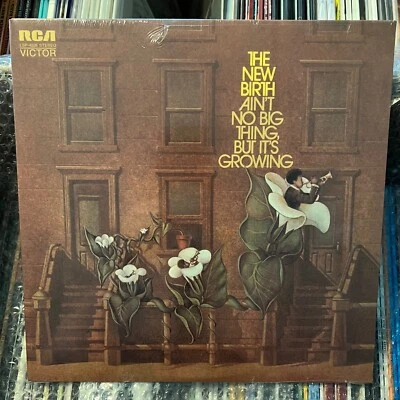 RCA
VICTOR
THE
NEW
BIRTH
AIN'T
NO BIG
THING,
BUT IT'S
GROWING